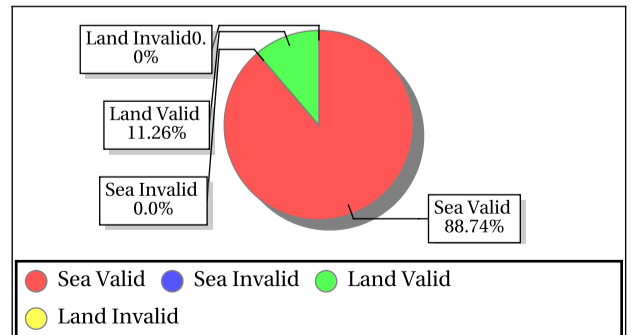 Land Invalid0.
0%
Land Valid
11.26%
Sea Invalid
0.0%
Sea Valid
88.74%
Sea Valid Sea Invalid Land Valid
Land Invalid